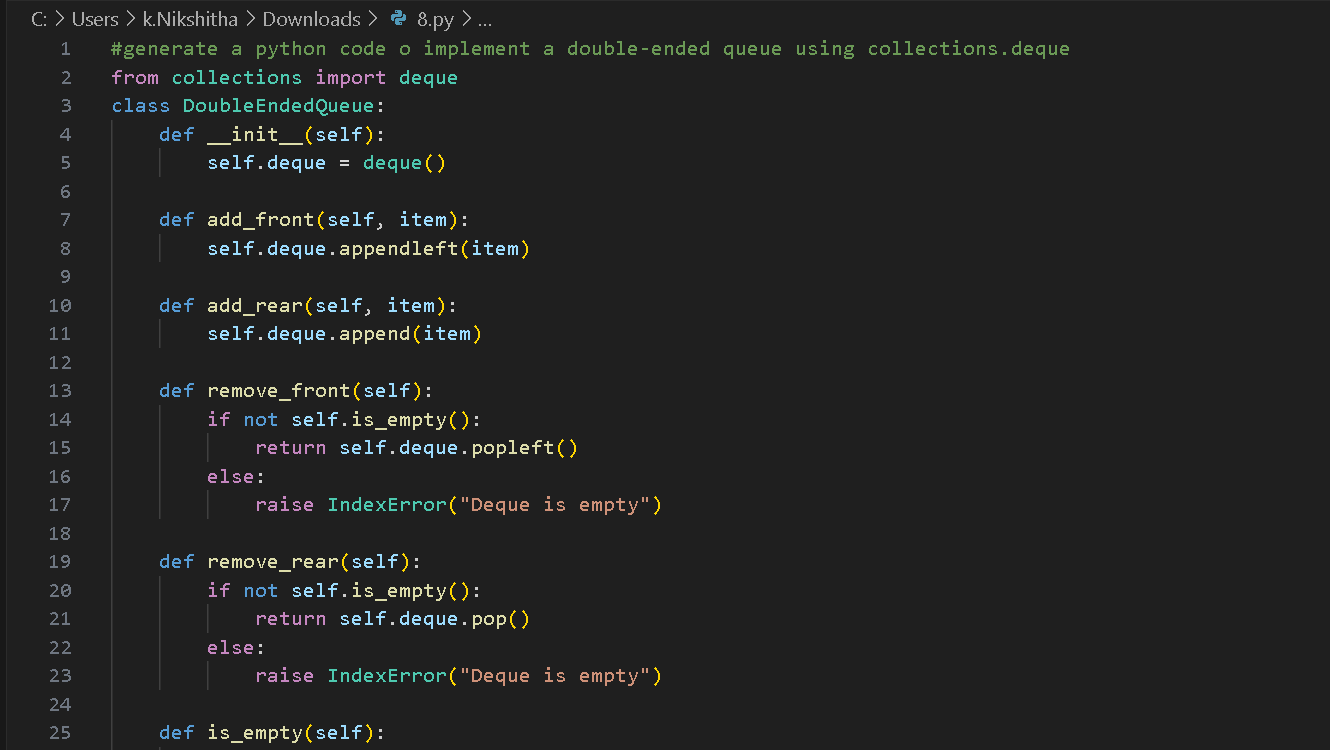 C: > Users > k.Nikshitha > Downloads > 8.py > ...
1 #generate a python code o implement a double-ended queue using collections.deque
2 from collections import deque
3 class DoubleEndedQueue:
4     def __init__(self):
5         self.deque = deque()
6
7     def add_front(self, item):
8         self.deque.appendleft(item)
9
10     def add_rear(self, item):
11         self.deque.append(item)
12
13     def remove_front(self):
14         if not self.is_empty():
15             return self.deque.popleft()
16         else:
17             raise IndexError("Deque is empty")
18
19     def remove_rear(self):
20         if not self.is_empty():
21             return self.deque.pop()
22         else:
23             raise IndexError("Deque is empty")
24
25     def is_empty(self):